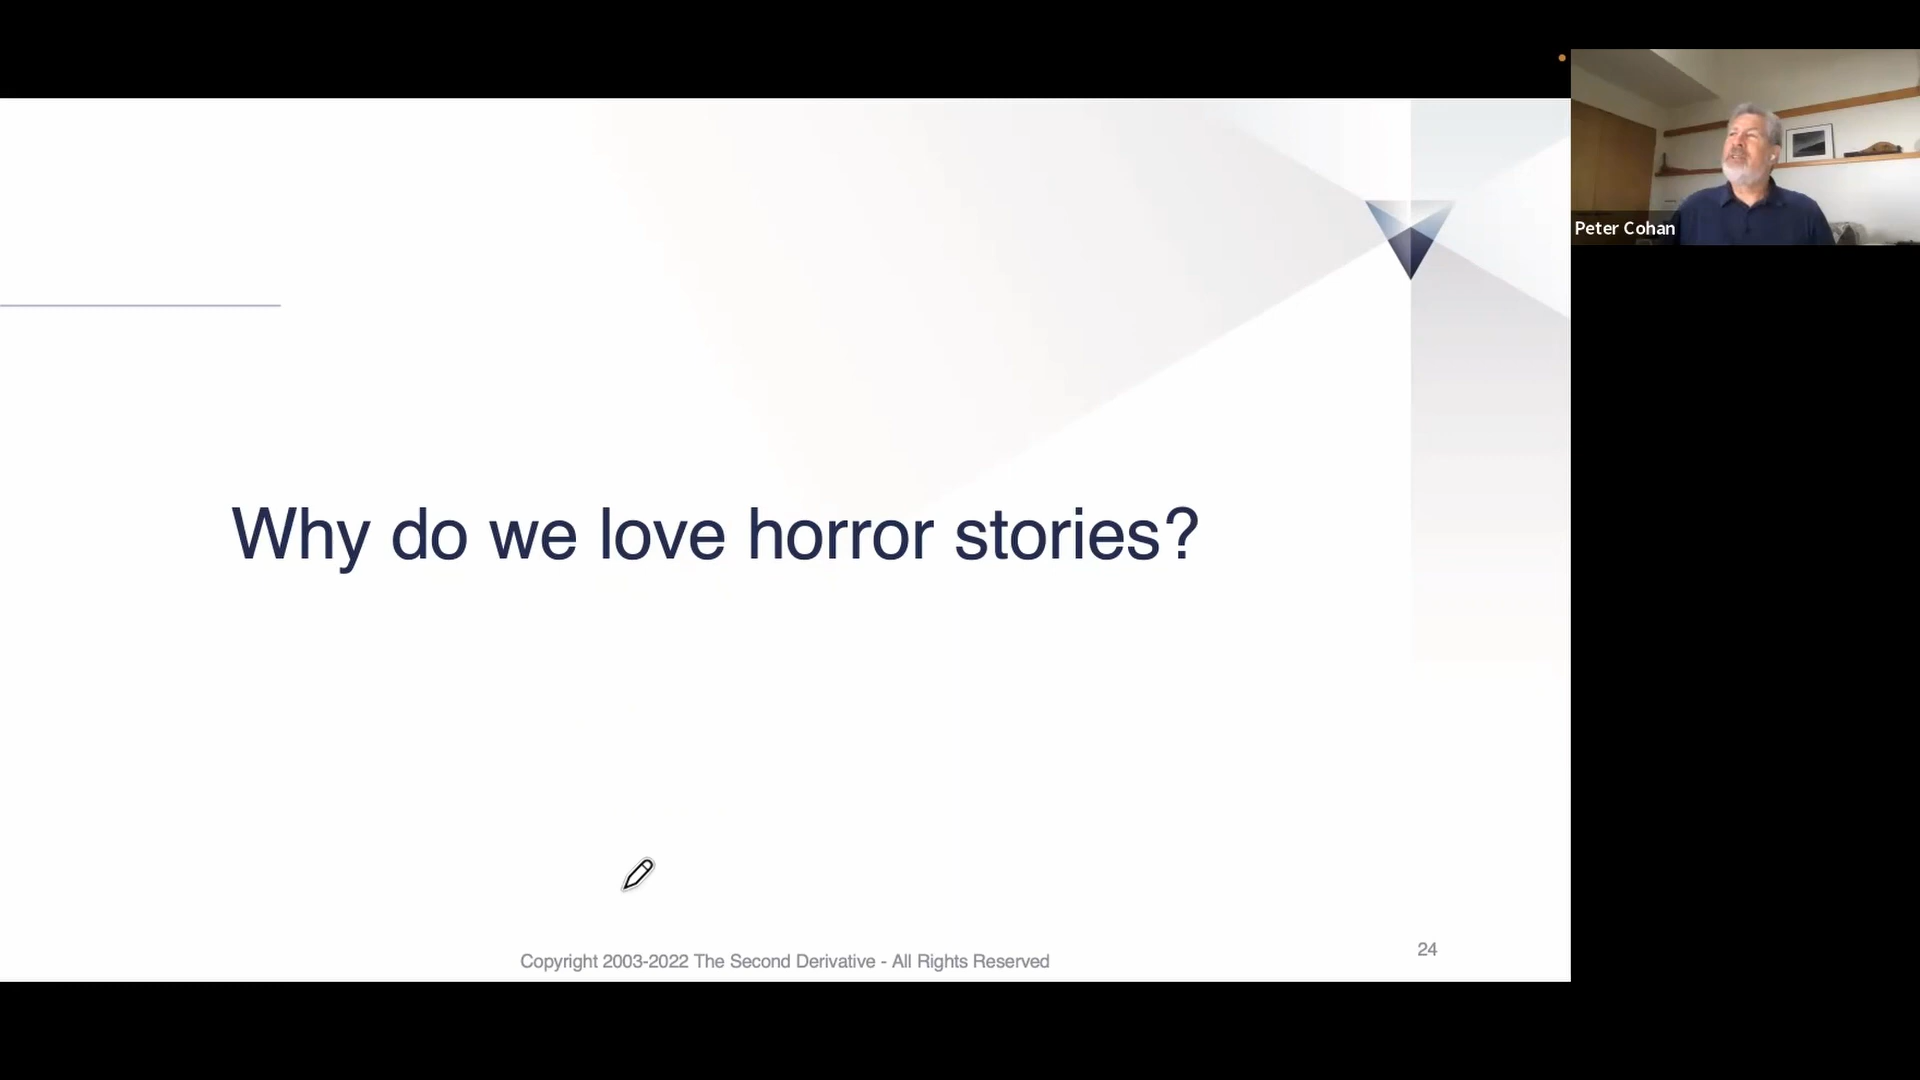 Peter Cohan
Why do we love horror stories?
Copyright 2003-2022 The Second Derivative - All Rights Reserved
24